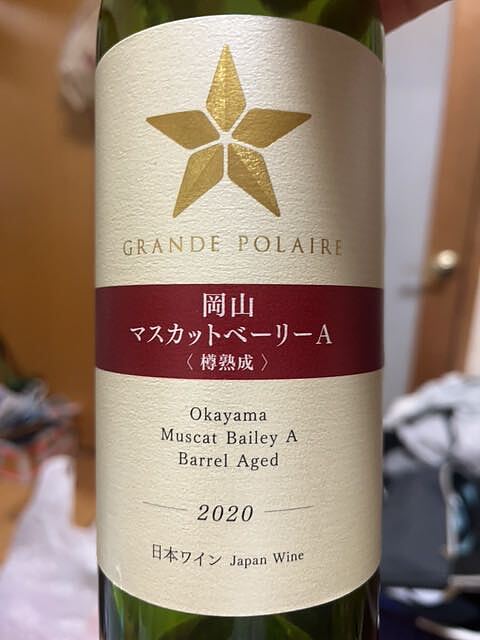 GRANDE POLAIRE
岡山
マスカットベーリーA
〈樽熟成〉
Okayama
Muscat Bailey A
Barrel Aged
2020
日本ワイン Japan Wine